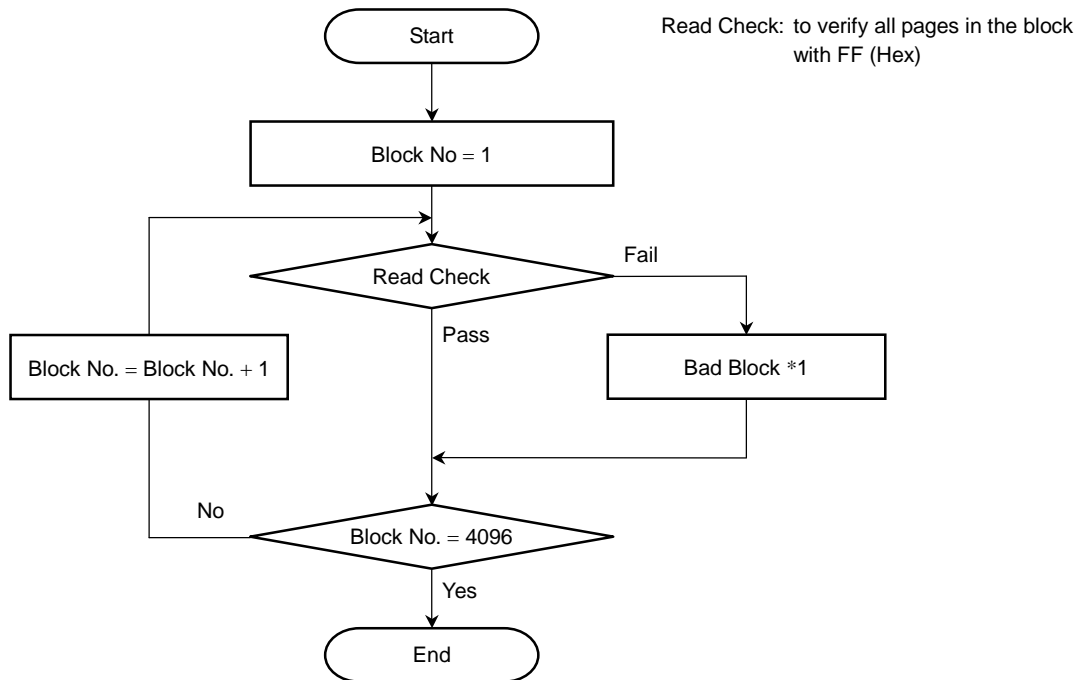 Start
Read Check: to verify all pages in the block
with FF (Hex)
Block No = 1
Fail
Read Check
Pass
Block No. = Block No. + 1
Bad Block *1
No
Block No. = 4096
Yes
End